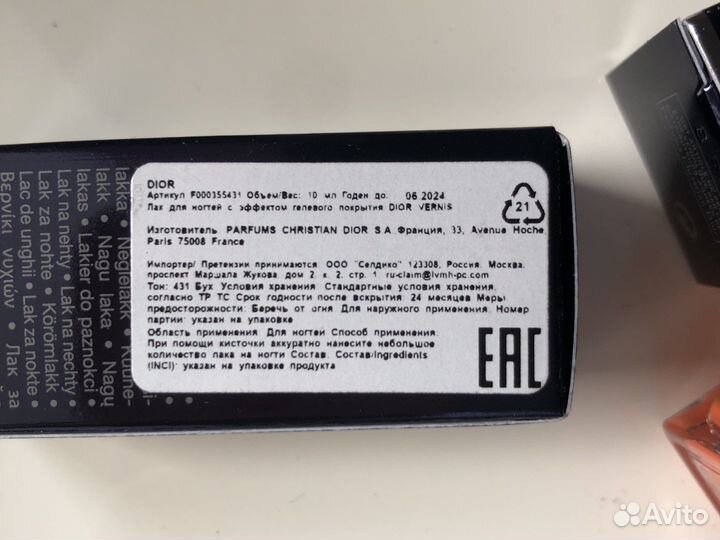 DIOR
Артикул F000355431 Объем/Вес: 10 мл Годен до: 06.2024
Лак для ногтей с эффектом гелевого покрытия DIOR VERNIS
Изготовитель: PARFUMS CHRISTIAN DIOR S.A. Франция, 33, Avenue Hoche,
Paris 75008 France
Импортер/ Претензии принимаются: ООО "Селдико" 123308, Россия, Москва,
проспект Маршала Жукова дом 2. к. 2. стр. 1 ru-claim@lvmh-pc.com
Тон: 431 Бух Условия хранения: Стандартные условия хранения,
согласно ТР ТС Срок годности после вскрытия: 24 месяцев Меры
предосторожности: Беречь от огня Для наружного применения. Номер
партии: указан на упаковке
Область применения: Для ногтей Способ применения:
При помощи кисточки аккуратно нанесите небольшое
количество лака на ногти Состав: Состав/Ingredients
(INCI): указан на упаковке продукта
21
EAC
lakka • Neglelakk •
lakas • Nagu laka •
Lak na nehty • Lakier do paznokci •
Lak za nohte • Lak na nechty •
Lac de unghii • Körömlakk •
Βερνίκι νυχιών • Lak za nokte •
Nagų
Лак за
Avito